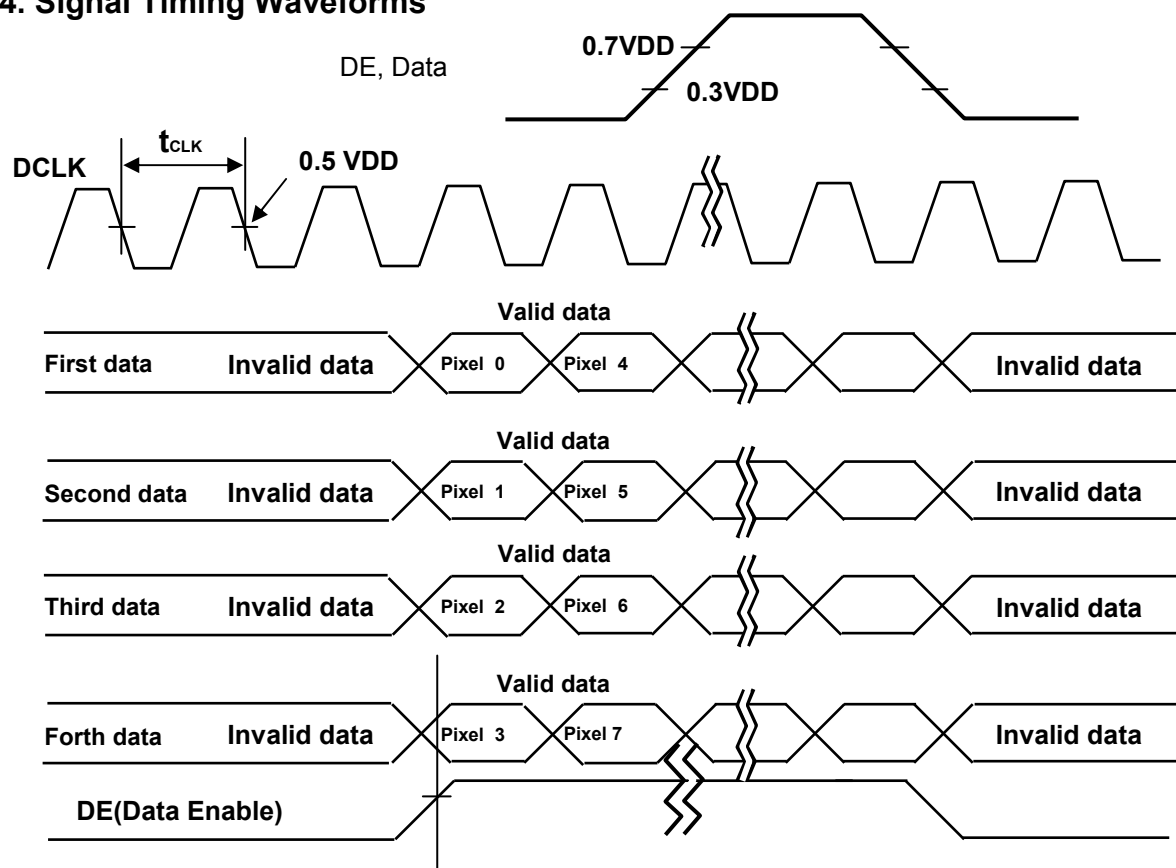 4. Signal Timing Waveforms
DE, Data
0.7VDD
0.3VDD
DCLK
tCLK
0.5 VDD
Valid data
First data Invalid data Pixel 0 Pixel 4 Invalid data
Valid data
Second data Invalid data Pixel 1 Pixel 5 Invalid data
Valid data
Third data Invalid data Pixel 2 Pixel 6 Invalid data
Valid data
Forth data Invalid data Pixel 3 Pixel 7 Invalid data
DE(Data Enable)